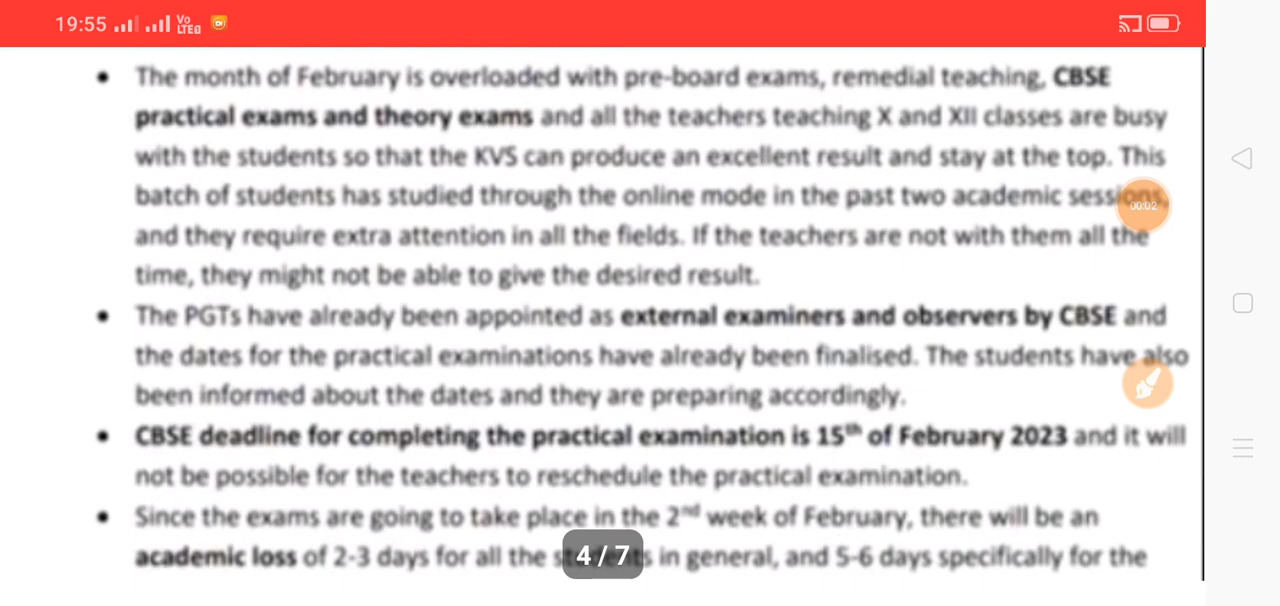 19:55 Vo LTE
• The month of February is overloaded with pre-board exams, remedial teaching, CBSE
practical exams and theory exams and all the teachers teaching X and XII classes are busy
with the students so that the KVS can produce an excellent result and stay at the top. This
batch of students has studied through the online mode in the past two academic sessions,
00:02
and they require extra attention in all the fields. If the teachers are not with them all the
time, they might not be able to give the desired result.
• The PGTs have already been appointed as external examiners and observers by CBSE and
the dates for the practical examinations have already been finalised. The students have also
been informed about the dates and they are preparing accordingly.
• CBSE deadline for completing the practical examination is 15th of February 2023 and it will
not be possible for the teachers to reschedule the practical examination.
• Since the exams are going to take place in the 2nd week of February, there will be an
academic loss of 2-3 days for all the students in general, and 5-6 days specifically for the
4 / 7